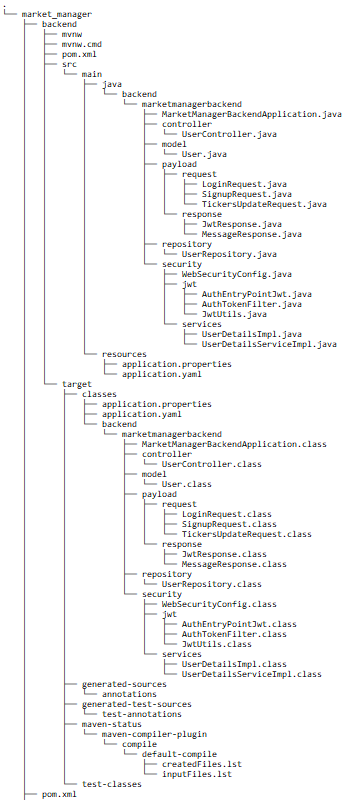 .
market_manager
backend
mvnw
mvnw.cmd
pom.xml
src
main
java
backend
marketmanagerbackend
MarketManagerBackendApplication.java
controller
UserController.java
model
User.java
payload
request
LoginRequest.java
SignupRequest.java
TickersUpdateRequest.java
response
JwtResponse.java
MessageResponse.java
repository
UserRepository.java
security
WebSecurityConfig.java
jwt
AuthEntryPointJwt.java
AuthTokenFilter.java
JwtUtils.java
services
UserDetailsImpl.java
UserDetailsServiceImpl.java
resources
application.properties
application.yaml
target
classes
application.properties
application.yaml
backend
marketmanagerbackend
MarketManagerBackendApplication.class
controller
UserController.class
model
User.class
payload
request
LoginRequest.class
SignupRequest.class
TickersUpdateRequest.class
response
JwtResponse.class
MessageResponse.class
repository
UserRepository.class
security
WebSecurityConfig.class
jwt
AuthEntryPointJwt.class
AuthTokenFilter.class
JwtUtils.class
services
UserDetailsImpl.class
UserDetailsServiceImpl.class
generated-sources
annotations
generated-test-sources
test-annotations
maven-status
maven-compiler-plugin
compile
default-compile
createdFiles.lst
inputFiles.lst
test-classes
pom.xml